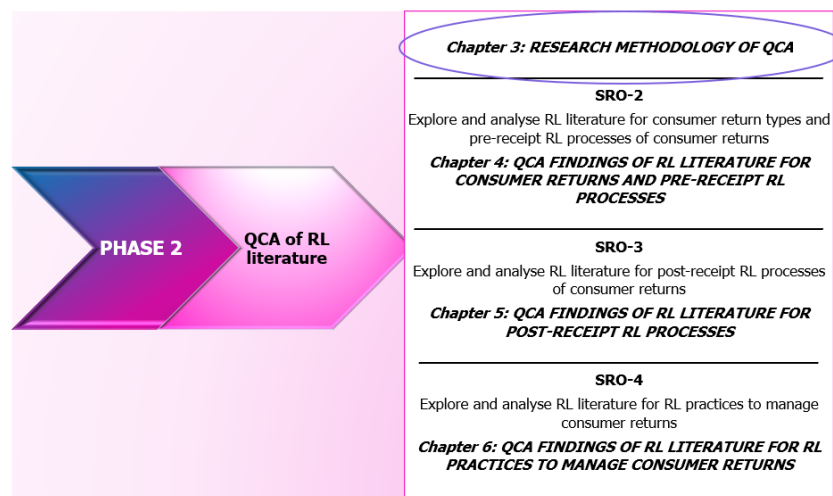 PHASE 2
QCA of RL
literature
Chapter 3: RESEARCH METHODOLOGY OF QCA
SRO-2
Explore and analyse RL literature for consumer return types and
pre-receipt RL processes of consumer returns
Chapter 4: QCA FINDINGS OF RL LITERATURE FOR
CONSUMER RETURNS AND PRE-RECEIPT RL
PROCESSES
SRO-3
Explore and analyse RL literature for post-receipt RL processes
of consumer returns
Chapter 5: QCA FINDINGS OF RL LITERATURE FOR
POST-RECEIPT RL PROCESSES
SRO-4
Explore and analyse RL literature for RL practices to manage
consumer returns
Chapter 6: QCA FINDINGS OF RL LITERATURE FOR RL
PRACTICES TO MANAGE CONSUMER RETURNS